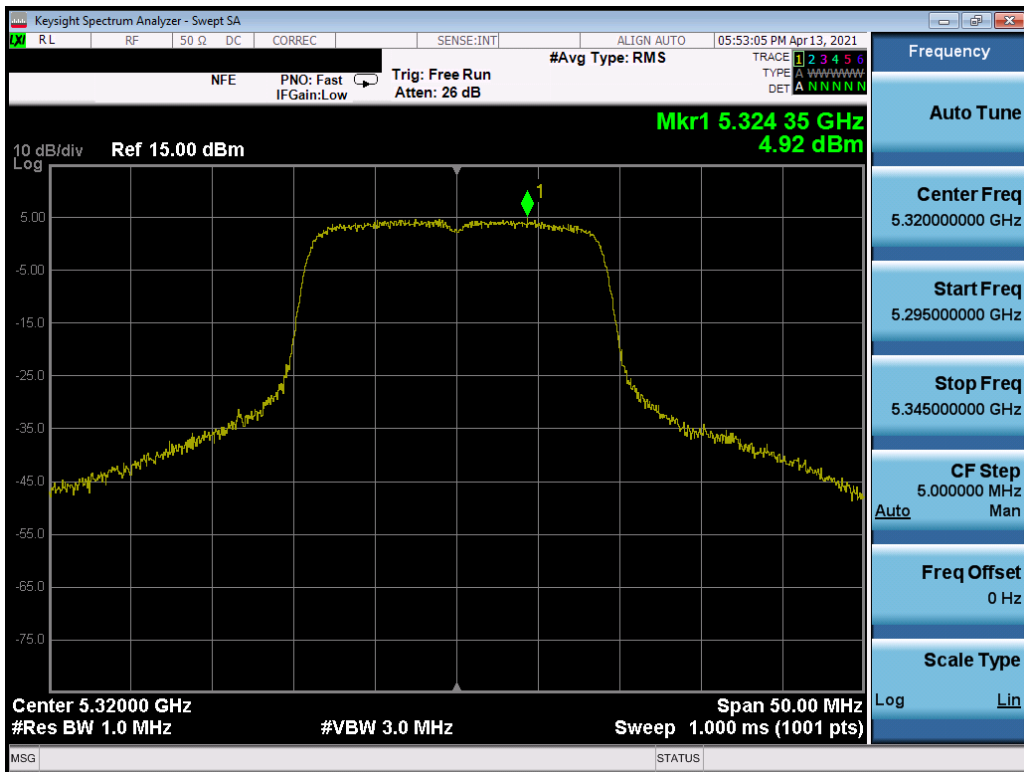 Keysight Spectrum Analyzer - Swept SA
LXI RL RF 50 Ω DC CORREC SENSE:INT ALIGN AUTO 05:53:05 PM Apr 13, 2021
#Avg Type: RMS TRACE 1 2 3 4 5 6
NFE PNO: Fast Trig: Free Run TYPE A WWWWW
IFGain:Low Atten: 26 dB DET A N N N N N
Mkr1 5.324 35 GHz
4.92 dBm
10 dB/div Ref 15.00 dBm
Log
1
5.00
-5.00
-15.0
-25.0
-35.0
-45.0
-55.0
-65.0
-75.0
Center 5.32000 GHz Span 50.00 MHz
#Res BW 1.0 MHz #VBW 3.0 MHz Sweep 1.000 ms (1001 pts)
MSG STATUS
Frequency
Auto Tune
Center Freq
5.320000000 GHz
Start Freq
5.295000000 GHz
Stop Freq
5.345000000 GHz
CF Step
5.000000 MHz
Auto Man
Freq Offset
0 Hz
Scale Type
Log Lin